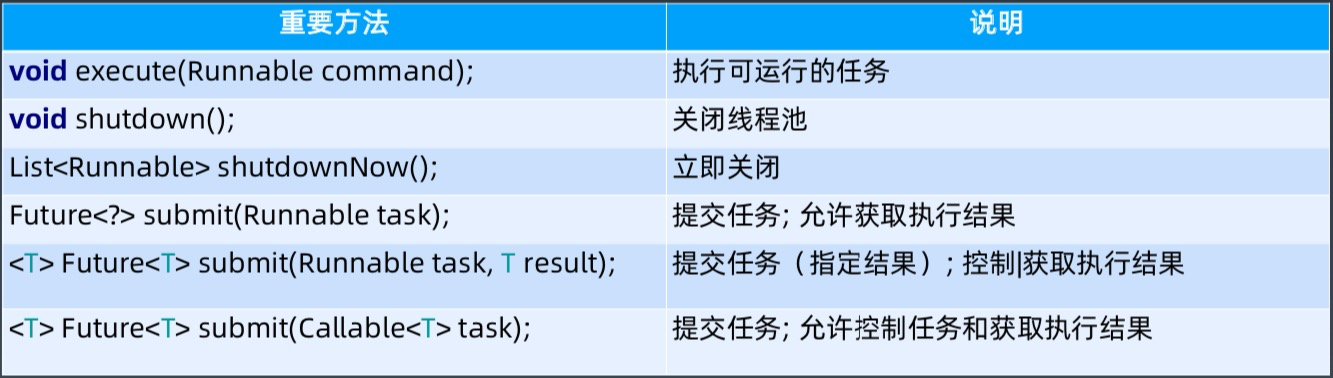 重要方法 说明
void execute(Runnable command); 执行可运行的任务
void shutdown(); 关闭线程池
List<Runnable> shutdownNow(); 立即关闭
Future<?> submit(Runnable task); 提交任务; 允许获取执行结果
<T> Future<T> submit(Runnable task, T result); 提交任务（指定结果）; 控制|获取执行结果
<T> Future<T> submit(Callable<T> task); 提交任务; 允许控制任务和获取执行结果